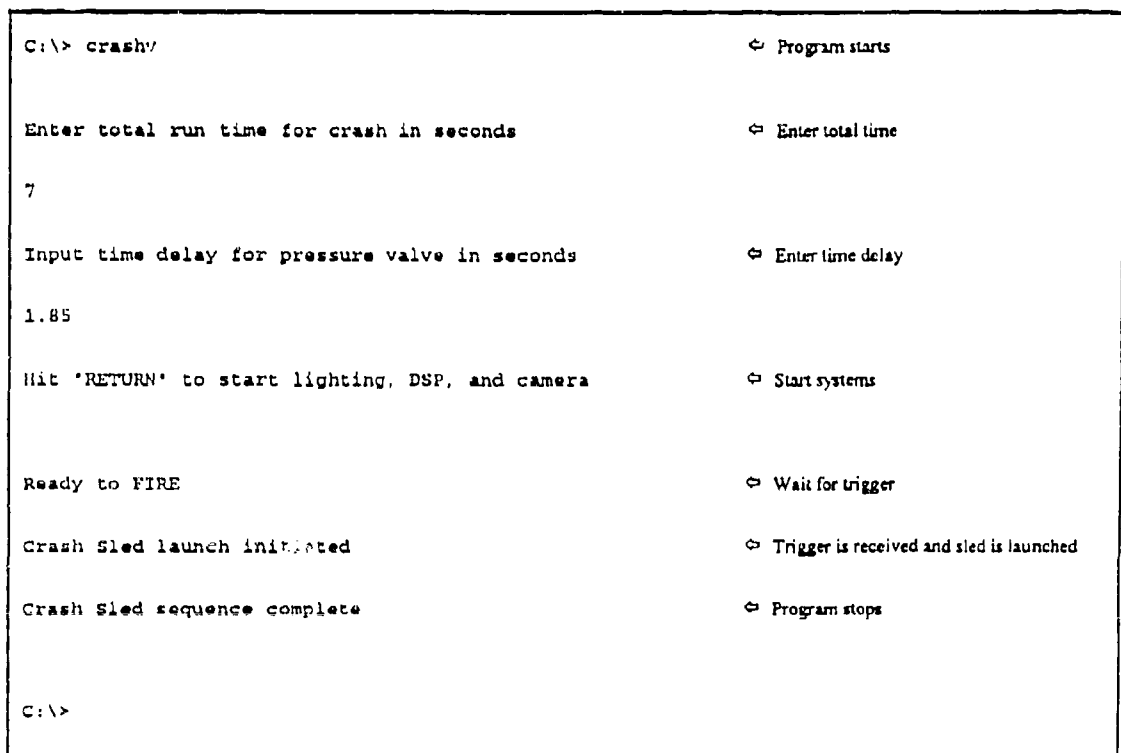 C:\> crashv ⇦ Program starts
Enter total run time for crash in seconds ⇦ Enter total time
7
Input time delay for pressure valve in seconds ⇦ Enter time delay
1.85
Hit "RETURN" to start lighting, DSP, and camera ⇦ Start systems
Ready to FIRE ⇦ Wait for trigger
Crash Sled launch initiated ⇦ Trigger is received and sled is launched
Crash Sled sequence complete ⇦ Program stops
C:\>